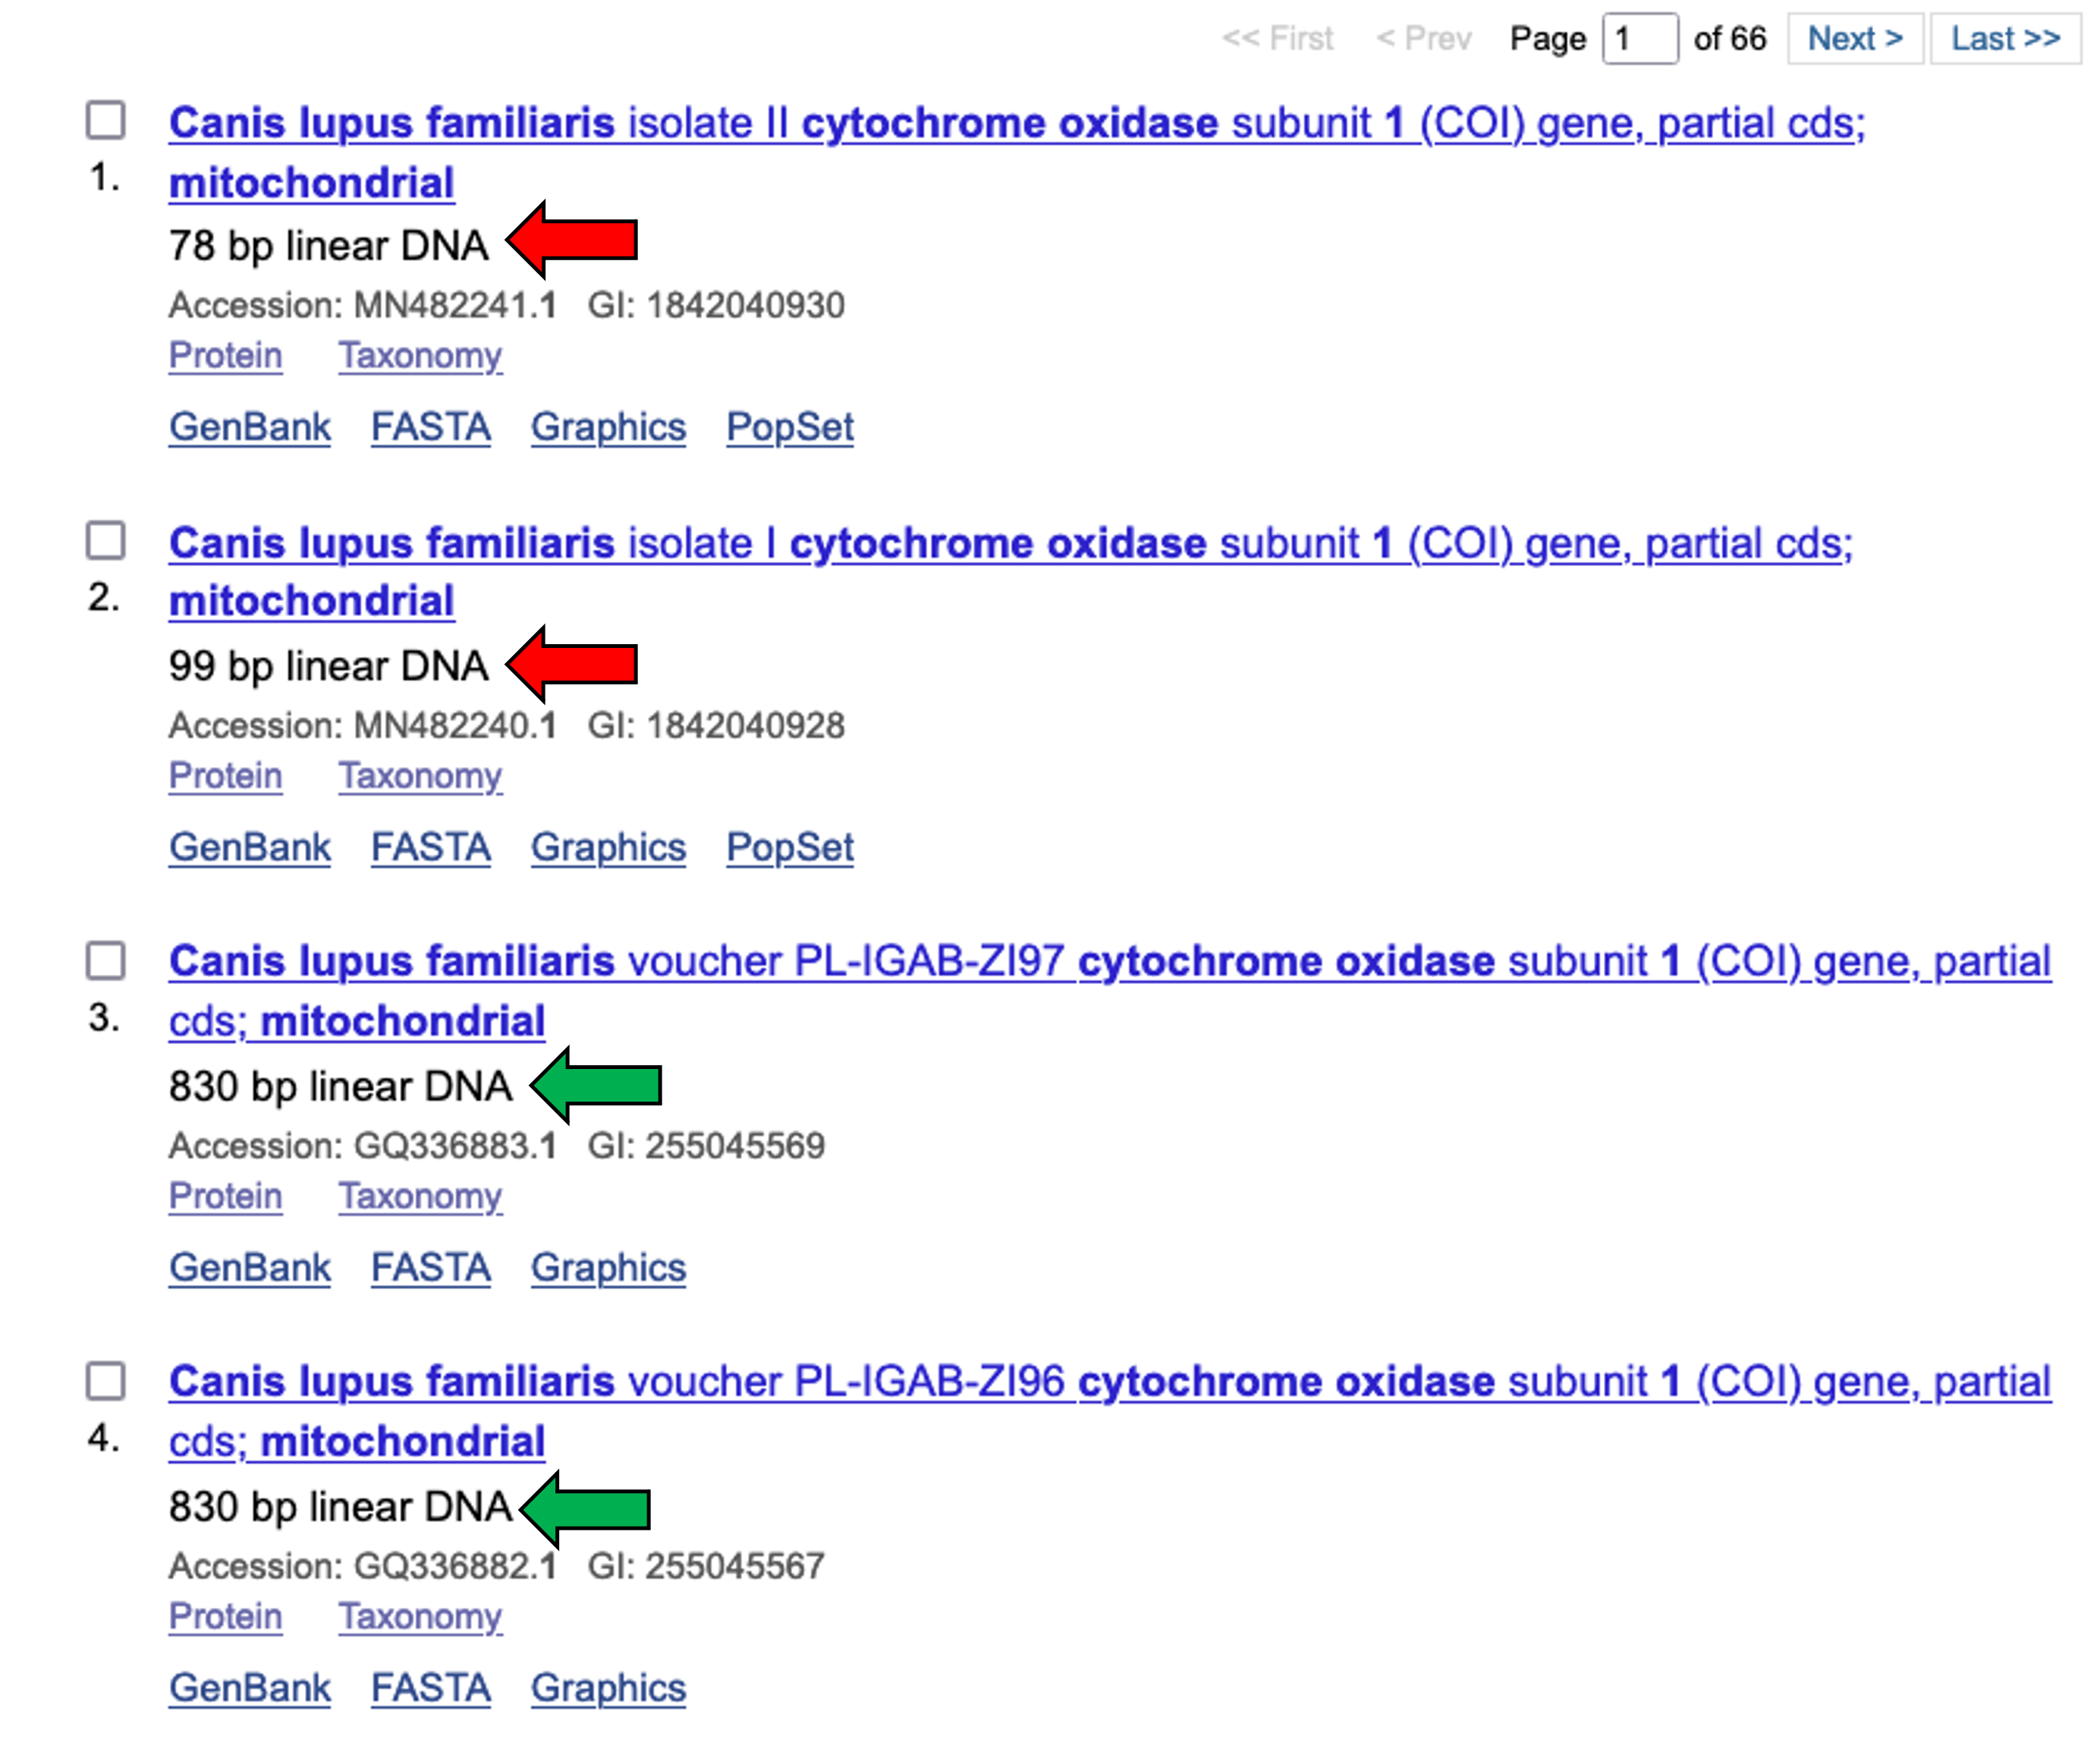 << First < Prev Page 1 of 66 Next > Last >>
Canis lupus familiaris isolate II cytochrome oxidase subunit 1 (COI) gene, partial cds;
1. mitochondrial
78 bp linear DNA
Accession: MN482241.1 GI: 1842040930
Protein Taxonomy
GenBank FASTA Graphics PopSet
Canis lupus familiaris isolate I cytochrome oxidase subunit 1 (COI) gene, partial cds;
2. mitochondrial
99 bp linear DNA
Accession: MN482240.1 GI: 1842040928
Protein Taxonomy
GenBank FASTA Graphics PopSet
Canis lupus familiaris voucher PL-IGAB-ZI97 cytochrome oxidase subunit 1 (COI) gene, partial
3. cds; mitochondrial
830 bp linear DNA
Accession: GQ336883.1 GI: 255045569
Protein Taxonomy
GenBank FASTA Graphics
Canis lupus familiaris voucher PL-IGAB-ZI96 cytochrome oxidase subunit 1 (COI) gene, partial
4. cds; mitochondrial
830 bp linear DNA
Accession: GQ336882.1 GI: 255045567
Protein Taxonomy
GenBank FASTA Graphics